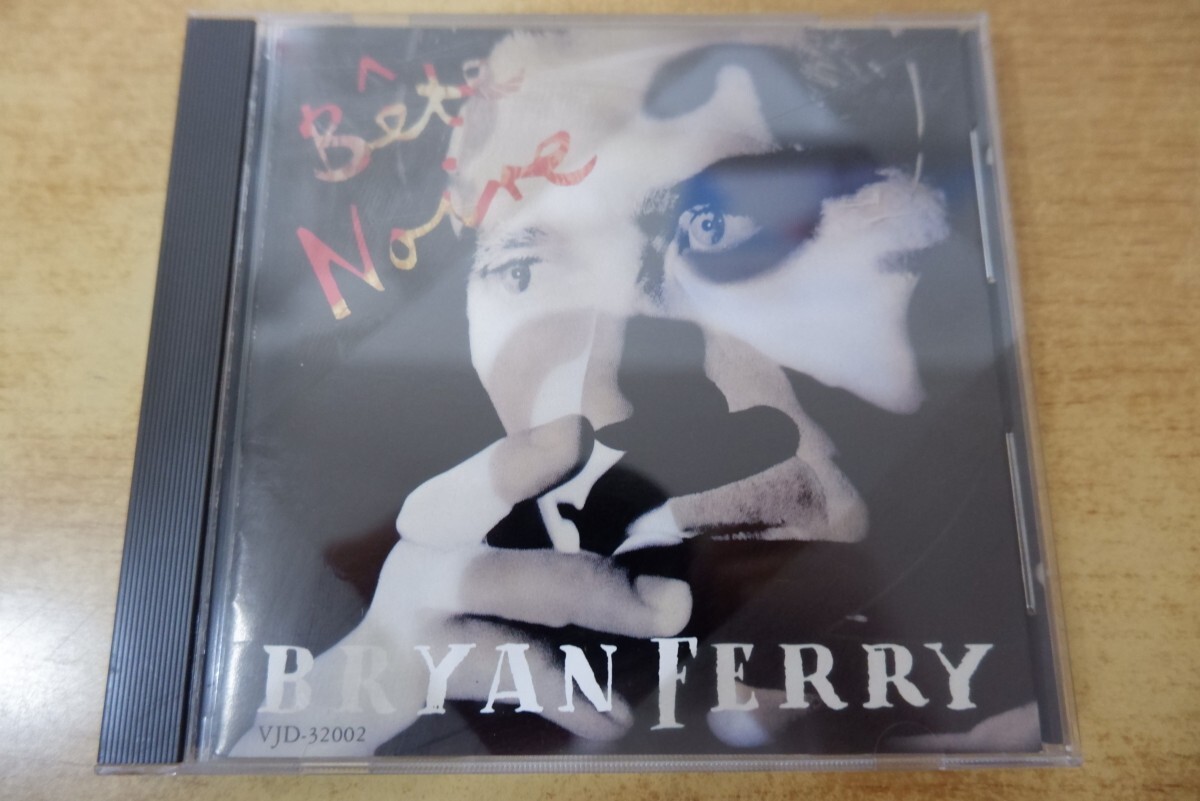 Bête
Noire
BRYAN FERRY
VJD-32002